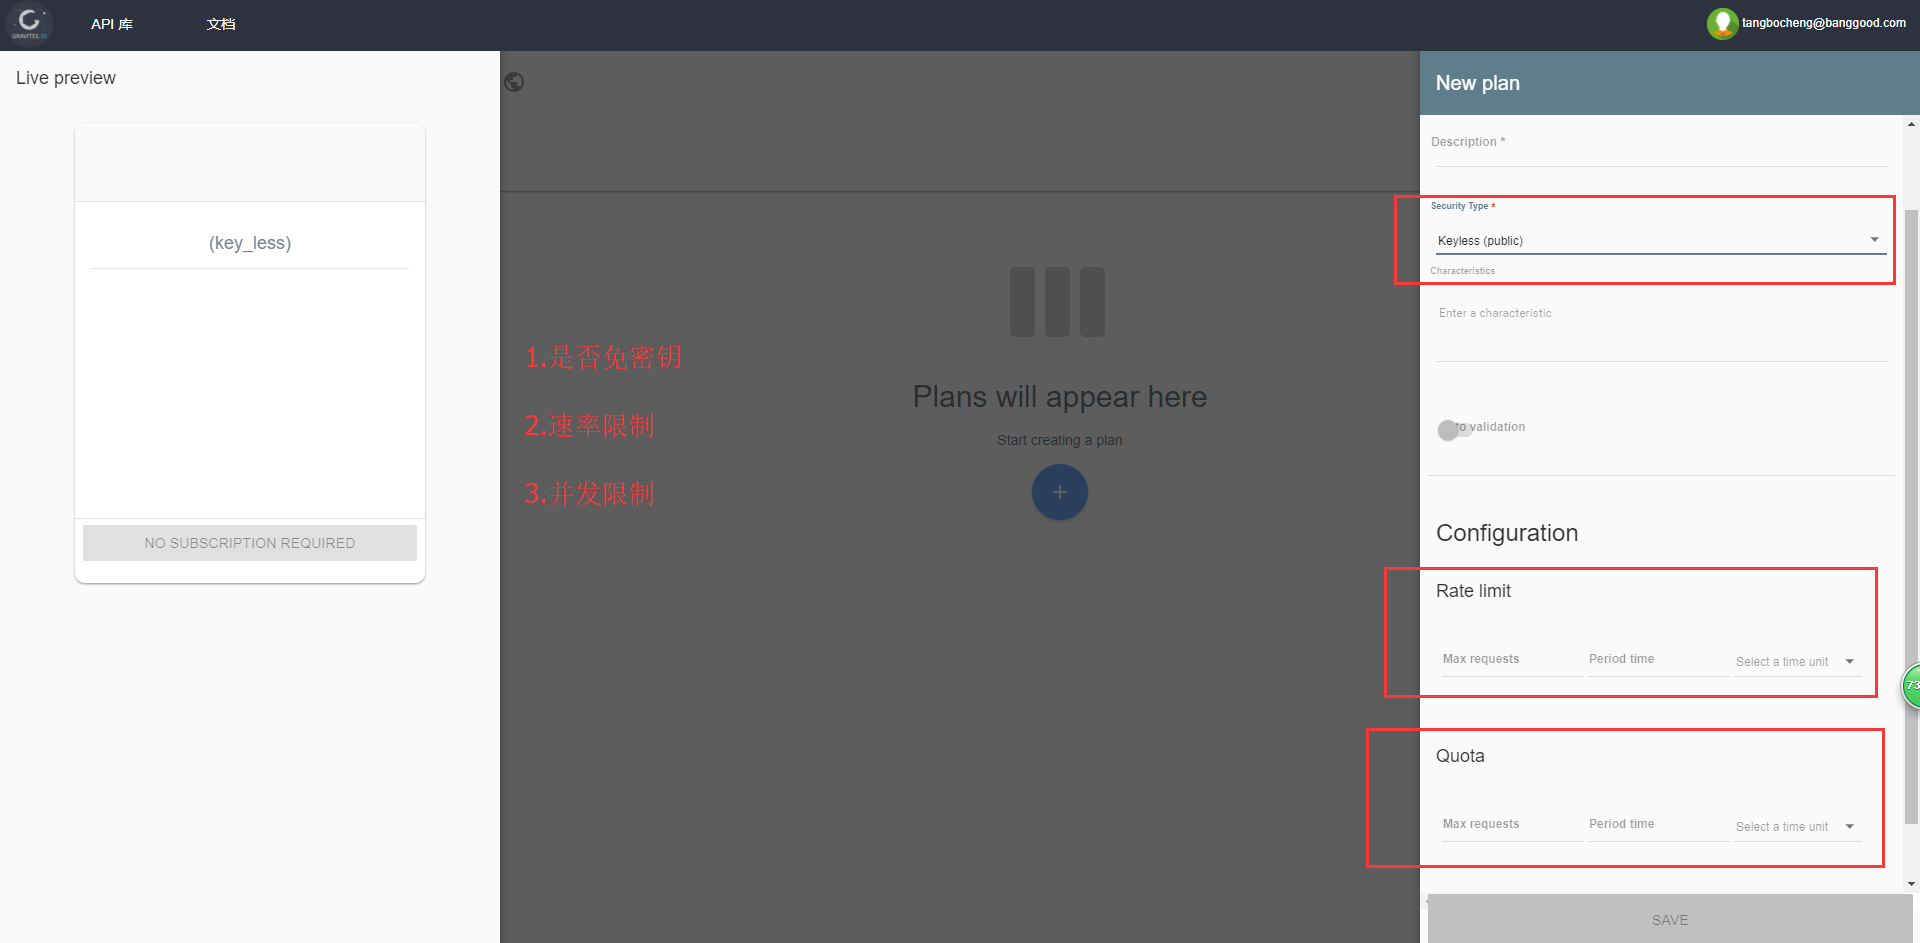 GRAVITEE.IO
API 库
文档
tangbocheng@banggood.com
Live preview
(key_less)
NO SUBSCRIPTION REQUIRED
1.是否免密钥
2.速率限制
3.并发限制
Plans will appear here
Start creating a plan
+
New plan
Description *
Security Type *
Keyless (public)
Characteristics
Enter a characteristic
to validation
Configuration
Rate limit
Max requests
Period time
Select a time unit
Quota
Max requests
Period time
Select a time unit
73
SAVE